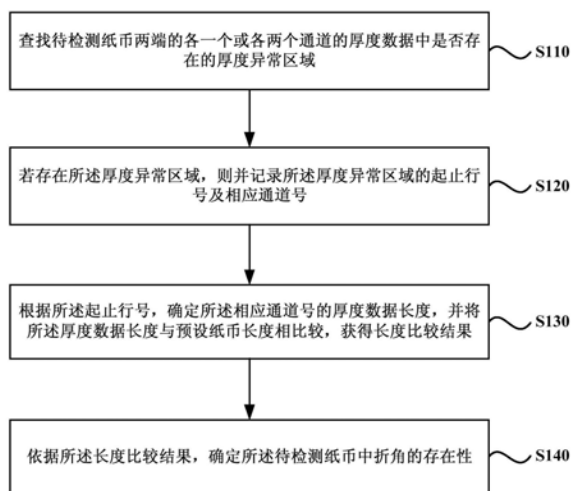 查找待检测纸币两端的各一个或各两个通道的厚度数据中是否存
在的厚度异常区域
S110
若存在所述厚度异常区域，则并记录所述厚度异常区域的起止行
号及相应通道号
S120
根据所述起止行号，确定所述相应通道号的厚度数据长度，并将
所述厚度数据长度与预设纸币长度相比较，获得长度比较结果
S130
依据所述长度比较结果，确定所述待检测纸币中折角的存在性
S140